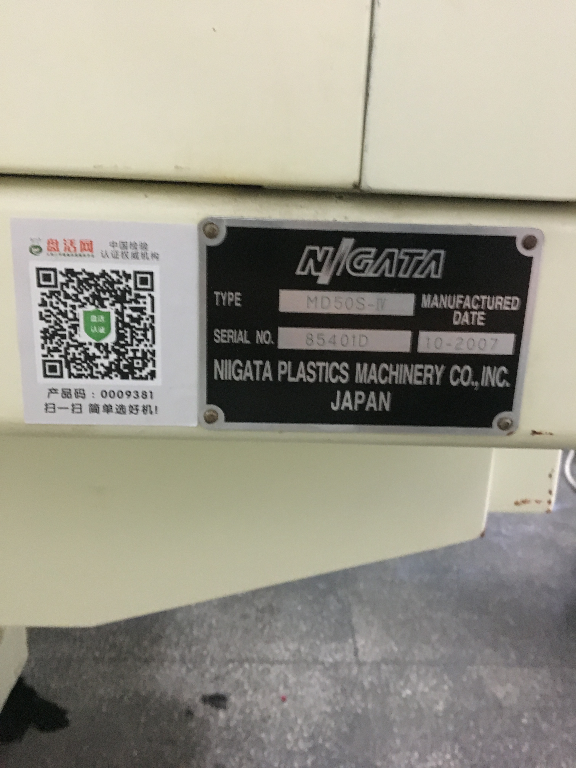 盘活网
中国检验
认证权威机构
盘活
认证
产品码：0009381
扫一扫 简单选好机!
NIIGATA
TYPE MD50S-Ⅳ MANUFACTURED DATE
SERIAL NO. 85401D 10-2007
NIIGATA PLASTICS MACHINERY CO., INC.
JAPAN